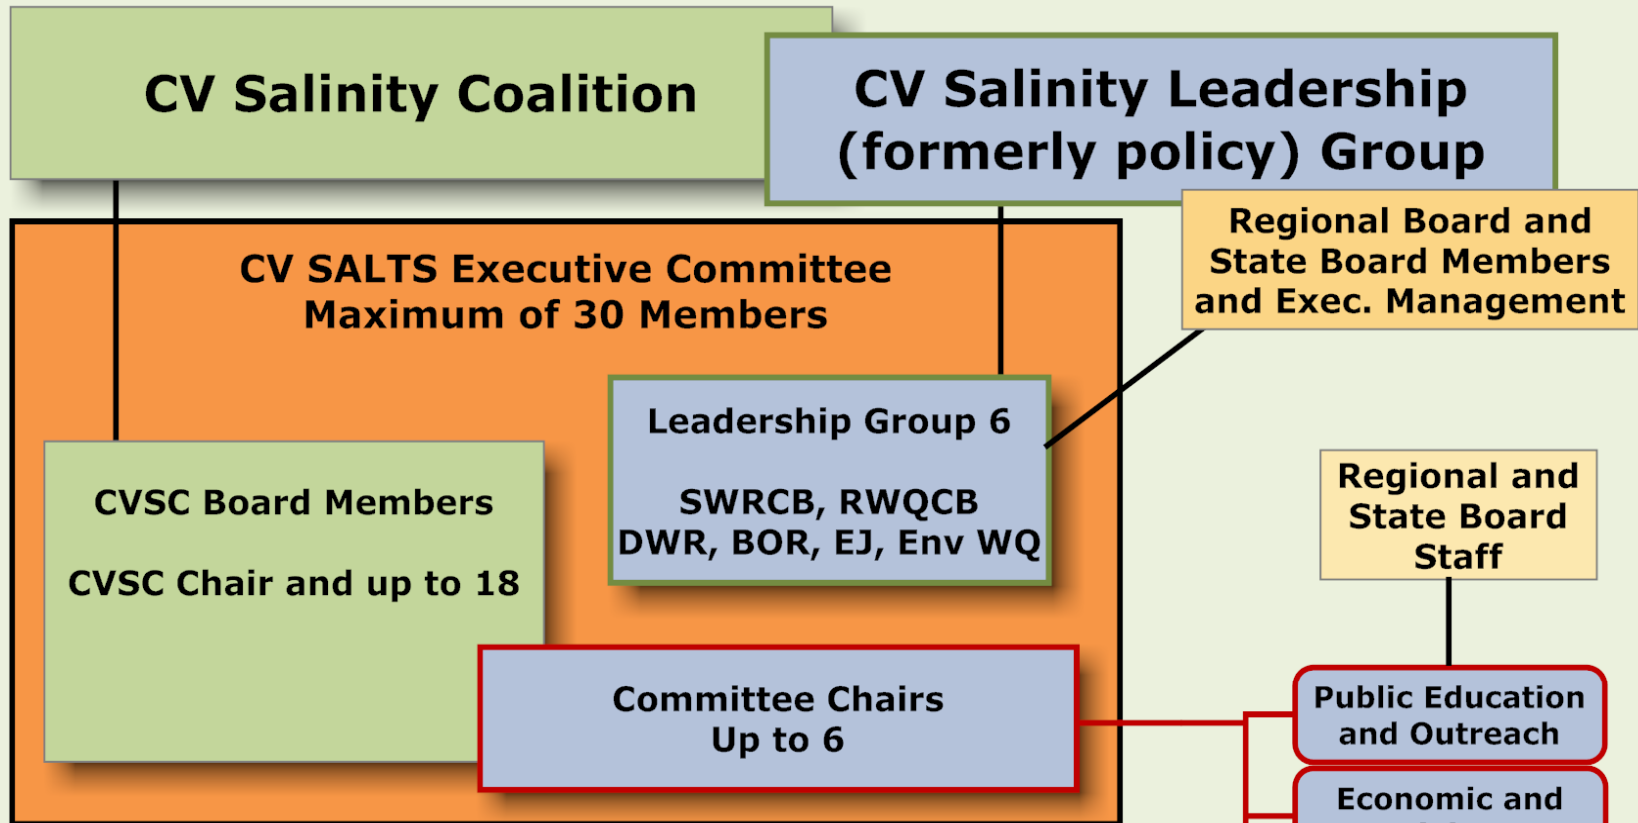 CV Salinity Coalition
CV Salinity Leadership
(formerly policy) Group
Regional Board and
State Board Members
and Exec. Management
CV SALTS Executive Committee
Maximum of 30 Members
Leadership Group 6
SWRCB, RWQCB
DWR, BOR, EJ, Env WQ
CVSC Board Members
CVSC Chair and up to 18
Regional and
State Board
Staff
Committee Chairs
Up to 6
Public Education
and Outreach
Economic and